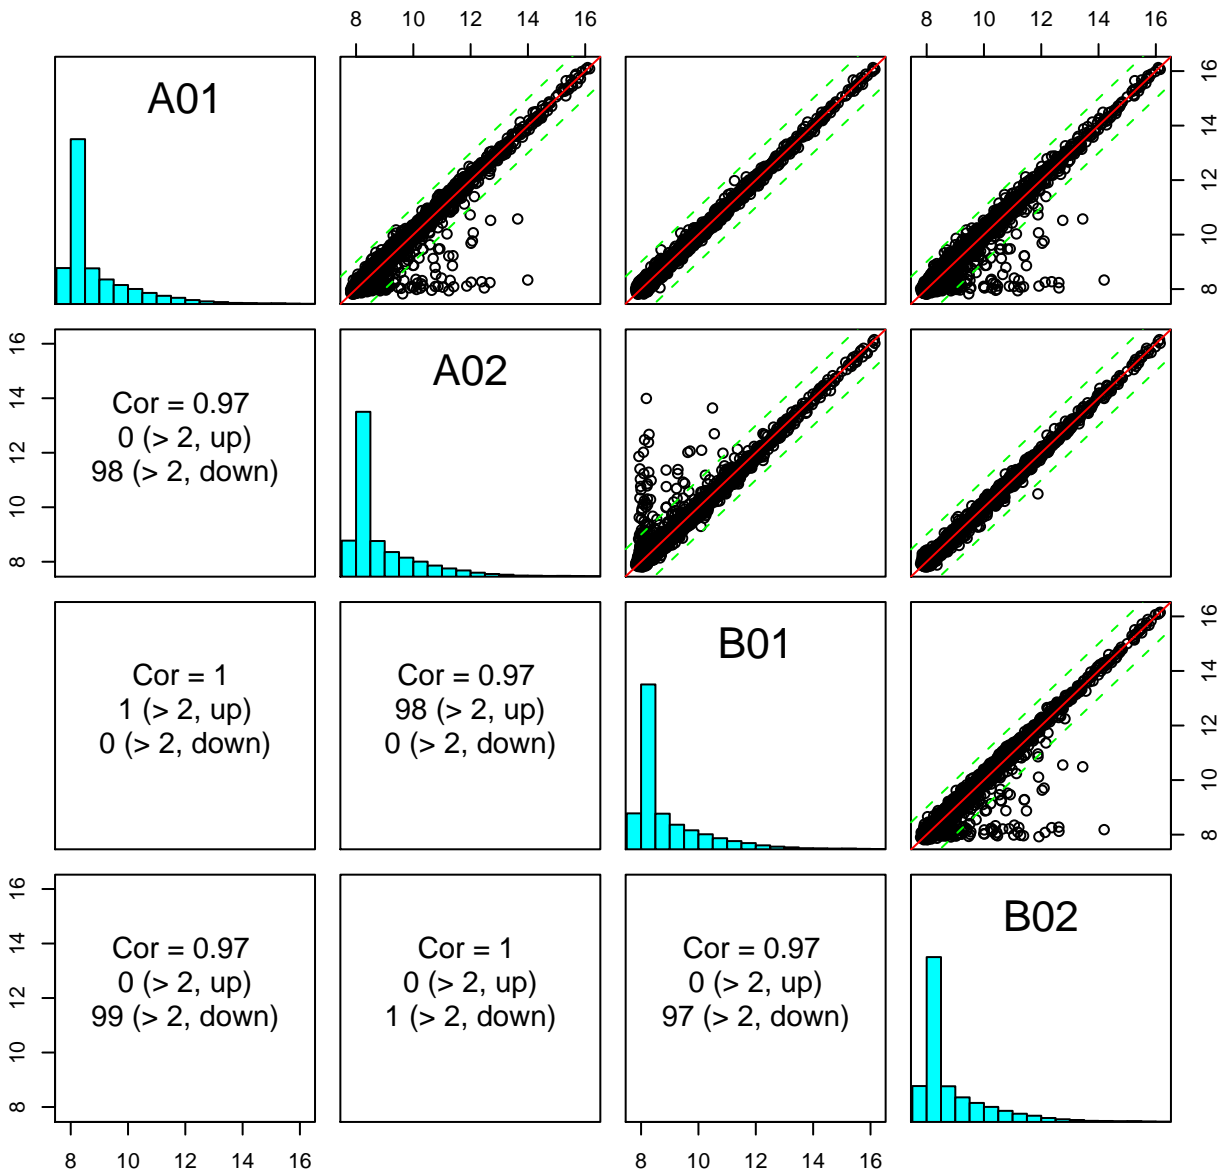 8 10 12 14 16 8 10 12 14 16
A01
8 10 12 14 16
8 10 12 14 16
Cor = 0.97
0 (> 2, up)
98 (> 2, down)
A02
Cor = 1
1 (> 2, up)
0 (> 2, down)
Cor = 0.97
98 (> 2, up)
0 (> 2, down)
B01
8 10 12 14 16
8 10 12 14 16
Cor = 0.97
0 (> 2, up)
99 (> 2, down)
Cor = 1
0 (> 2, up)
1 (> 2, down)
Cor = 0.97
0 (> 2, up)
97 (> 2, down)
B02
8 10 12 14 16 8 10 12 14 16